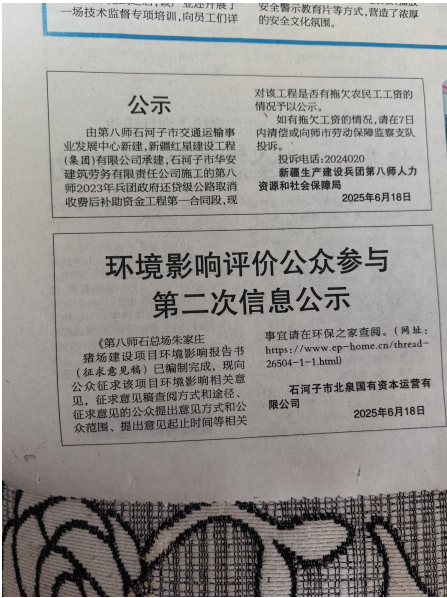 一场技术监督专项培训,向员工们详
安全警示教育片等方式,营造了浓厚
的安全文化氛围。
公示
由第八师石河子市交通运输事
业发展中心新建,新疆红星建设工程
(集团)有限公司承建,石河子市华安
建筑劳务有限责任公司施工的第八
师2023年兵团政府还贷级公路取消
收费后补助资金工程第一合同段,现
对该工程是否有拖欠农民工工资的
情况予以公示。
如有拖欠工资的情况,请在7日
内清偿或向师市劳动保障监察支队
投诉。
投诉电话:2024020
新疆生产建设兵团第八师人力
资源和社会保障局
2025年6月18日
环境影响评价公众参与
第二次信息公示
《第八师石总场朱家庄
猪场建设项目环境影响报告书
(征求意见稿)已编制完成,现向
公众征求该项目环境影响相关意
见,征求意见稿查阅方式和途径、
征求意见的公众提出意见方式和公
众范围、提出意见起止时间等相关
事宜请在环保之家查阅。(网址:
https://www.ep-home.cn/thread-
26504-1-1.html)
石河子市北泉国有资本运营有
限公司
2025年6月18日